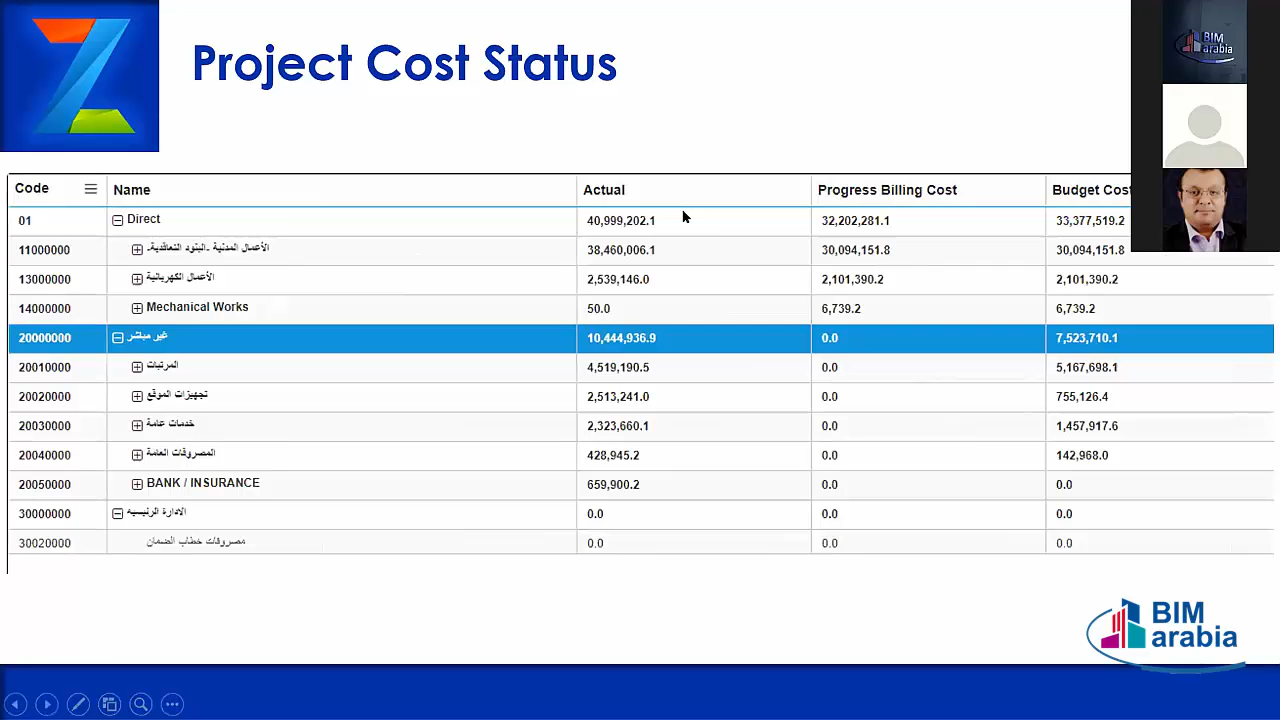 Project Cost Status
BIM
arabia
Code Name Actual Progress Billing Cost Budget Cost
01 Direct 40,999,202.1 32,202,281.1 33,377,519.2
11000000 الأعمال المدنية -البنود التعاقدية- 38,460,006.1 30,094,151.8 30,094,151.8
13000000 الأعمال الكهربائية 2,539,146.0 2,101,390.2 2,101,390.2
14000000 Mechanical Works 50.0 6,739.2 6,739.2
20000000 غير مباشر 10,444,936.9 0.0 7,523,710.1
20010000 المرتبات 4,519,190.5 0.0 5,167,698.1
20020000 تجهيزات الموقع 2,513,241.0 0.0 755,126.4
20030000 خدمات عامة 2,323,660.1 0.0 1,457,917.6
20040000 المصروفات العامة 428,945.2 0.0 142,968.0
20050000 BANK / INSURANCE 659,900.2 0.0 0.0
30000000 الادارة الرئيسيه 0.0 0.0 0.0
30020000 مصروفات خطاب الضمان 0.0 0.0 0.0
BIM
arabia